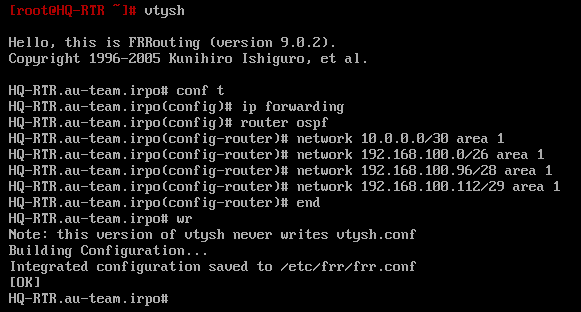 [root@HQ-RTR ~]# vtysh
Hello, this is FRRouting (version 9.0.2).
Copyright 1996-2005 Kunihiro Ishiguro, et al.
HQ-RTR.au-team.irpo# conf t
HQ-RTR.au-team.irpo(config)# ip forwarding
HQ-RTR.au-team.irpo(config)# router ospf
HQ-RTR.au-team.irpo(config-router)# network 10.0.0.0/30 area 1
HQ-RTR.au-team.irpo(config-router)# network 192.168.100.0/26 area 1
HQ-RTR.au-team.irpo(config-router)# network 192.168.100.96/28 area 1
HQ-RTR.au-team.irpo(config-router)# network 192.168.100.112/29 area 1
HQ-RTR.au-team.irpo(config-router)# end
HQ-RTR.au-team.irpo# wr
Note: this version of vtysh never writes vtysh.conf
Building Configuration...
Integrated configuration saved to /etc/frr/frr.conf
[OK]
HQ-RTR.au-team.irpo#